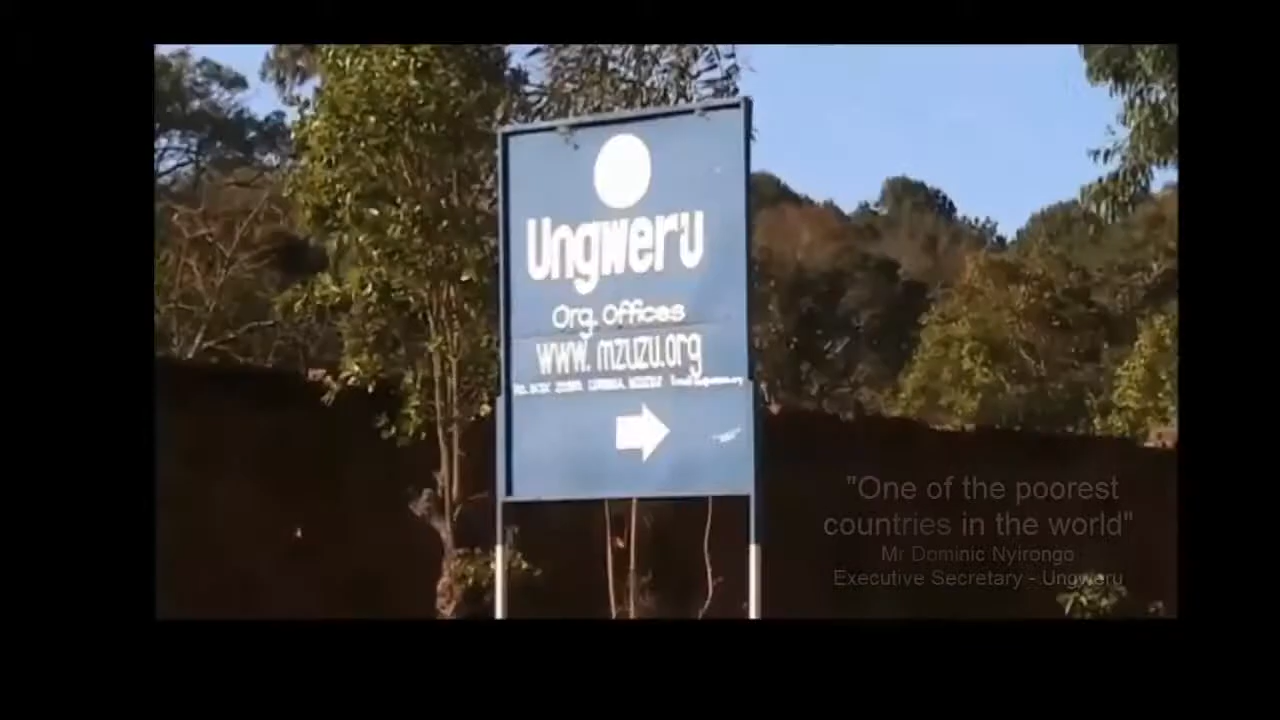 Ungweru
Org. Offices
www. mzuzu.org
"One of the poorest
countries in the world"
Mr Dominic Nyirongo
Executive Secretary - Ungweru